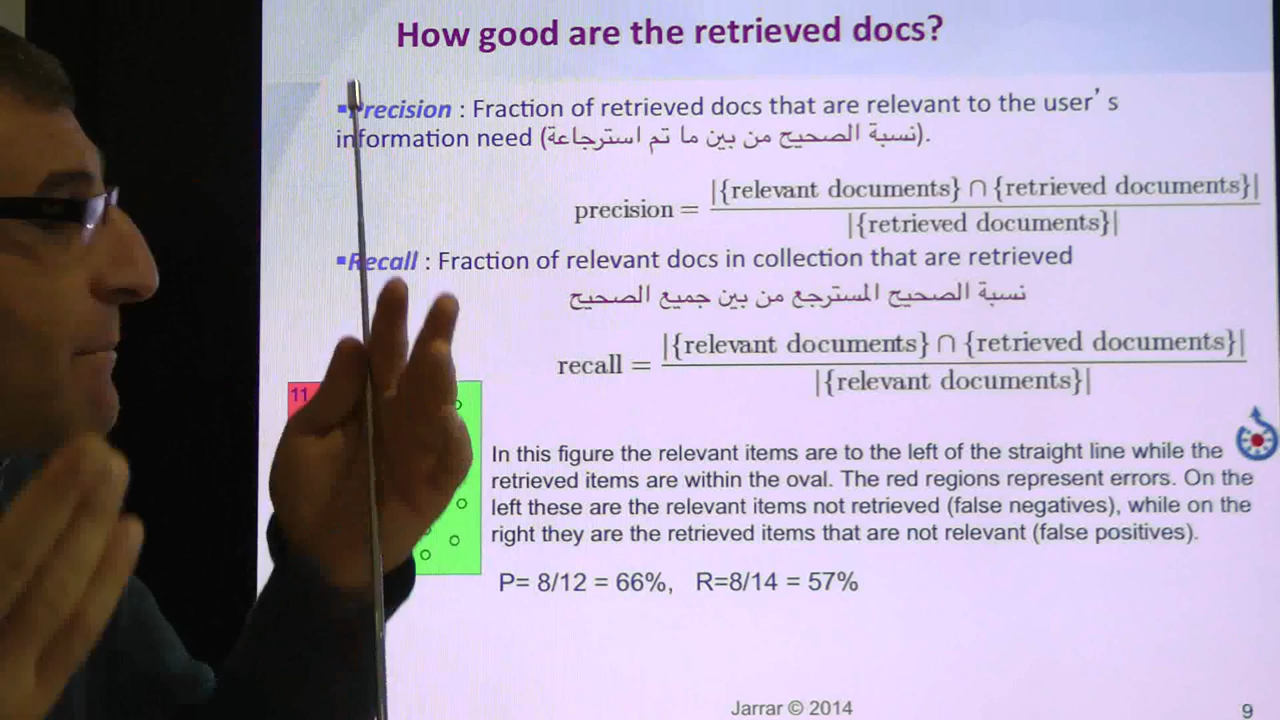 How good are the retrieved docs?
▪Precision : Fraction of retrieved docs that are relevant to the user's
information need (نسبة الصحيح من بين ما تم استرجاعة).
precision = |{relevant documents} ∩ {retrieved documents}|
|{retrieved documents}|
▪Recall : Fraction of relevant docs in collection that are retrieved
نسبة الصحيح المسترجع من بين جميع الصحيح
recall = |{relevant documents} ∩ {retrieved documents}|
|{relevant documents}|
11
In this figure the relevant items are to the left of the straight line while the
retrieved items are within the oval. The red regions represent errors. On the
left these are the relevant items not retrieved (false negatives), while on the
right they are the retrieved items that are not relevant (false positives).
P= 8/12 = 66%, R=8/14 = 57%
Jarrar © 2014
9